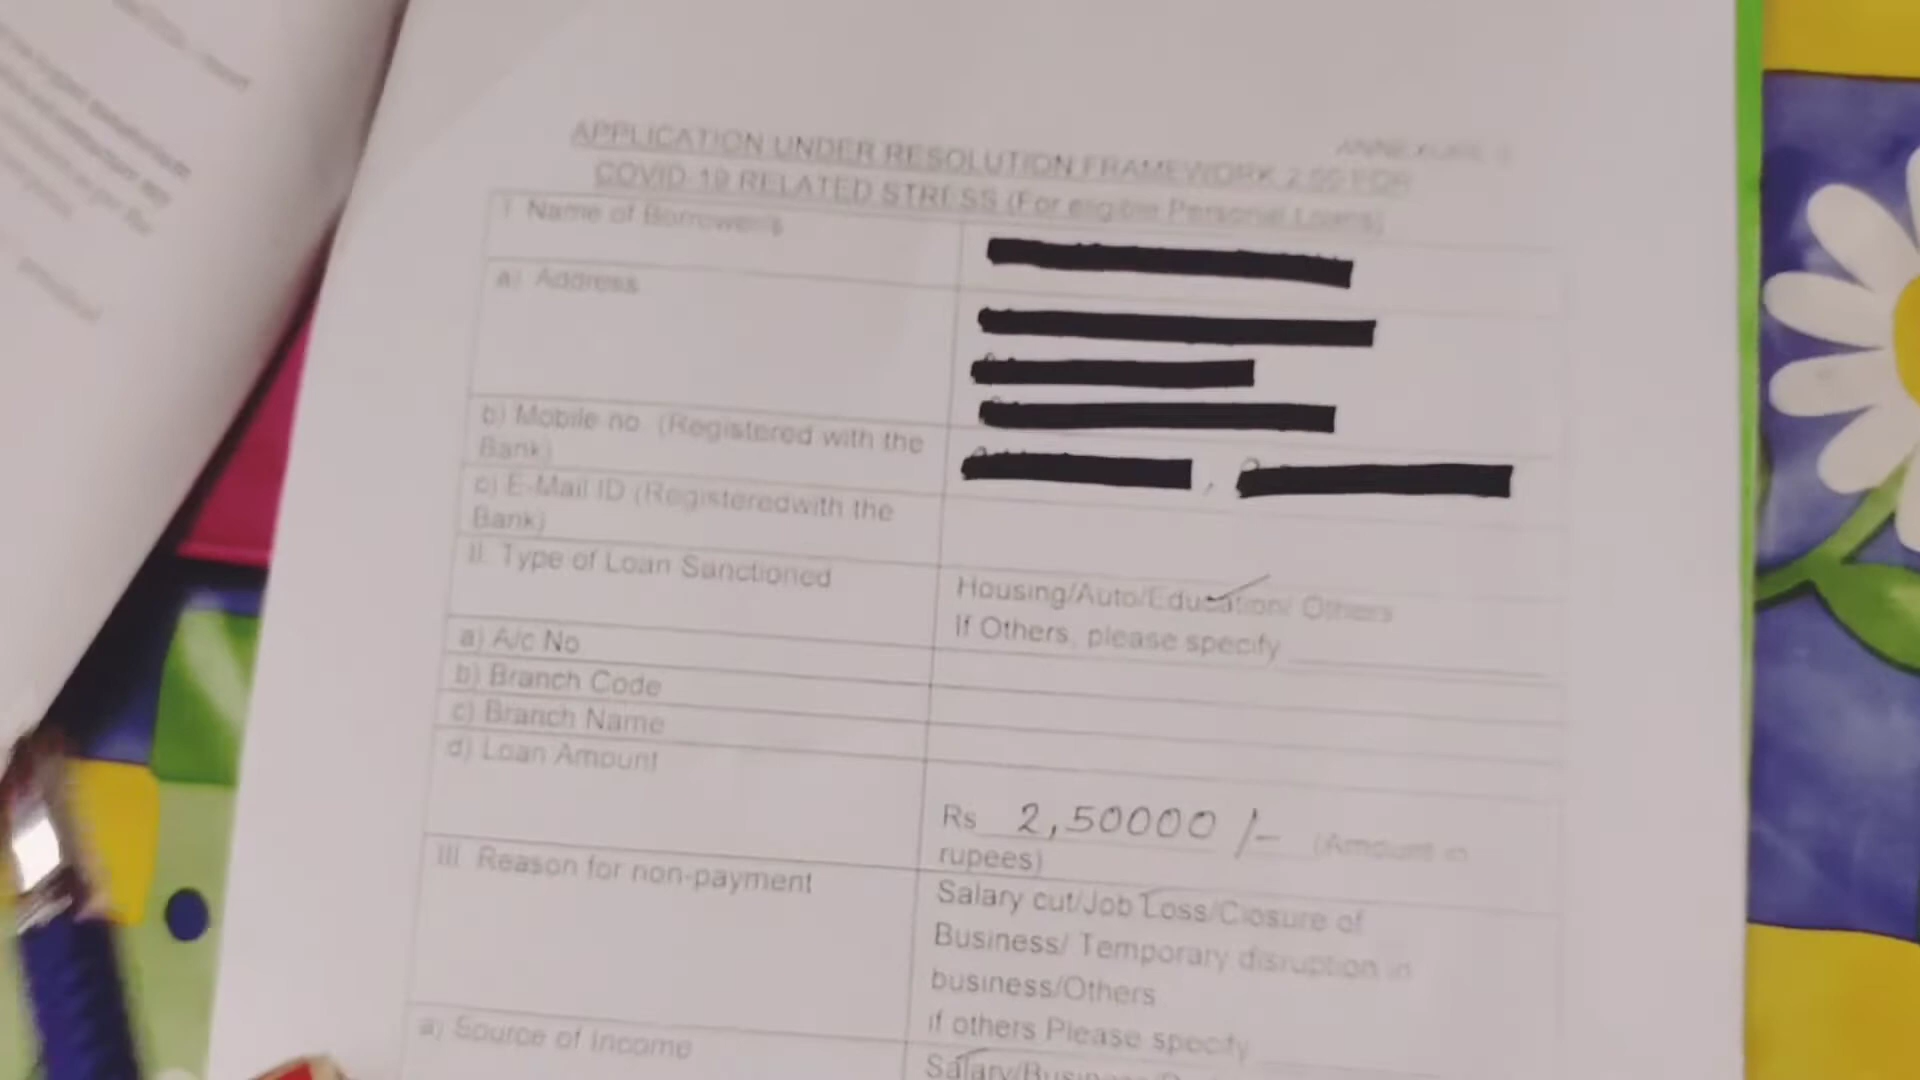 ANNEXURE
APPLICATION UNDER RESOLUTION FRAMEWORK 2.0 FOR
COVID-19 RELATED STRESS (For eligible Personal Loans)
I. Name of Borrower/s
a) Address
b) Mobile no. (Registered with the
Bank)
c) E-Mail ID (Registeredwith the
Bank)
II. Type of Loan Sanctioned
Housing/Auto/Education/ Others
If Others, please specify
a) A/c No
b) Branch Code
c) Branch Name
d) Loan Amount
Rs 2,50000/- (Amount in
rupees)
III. Reason for non-payment
Salary cut/Job Loss/Closure of
Business/ Temporary disruption in
business/Others
if others Please specify
a) Source of Income
Salary/Business